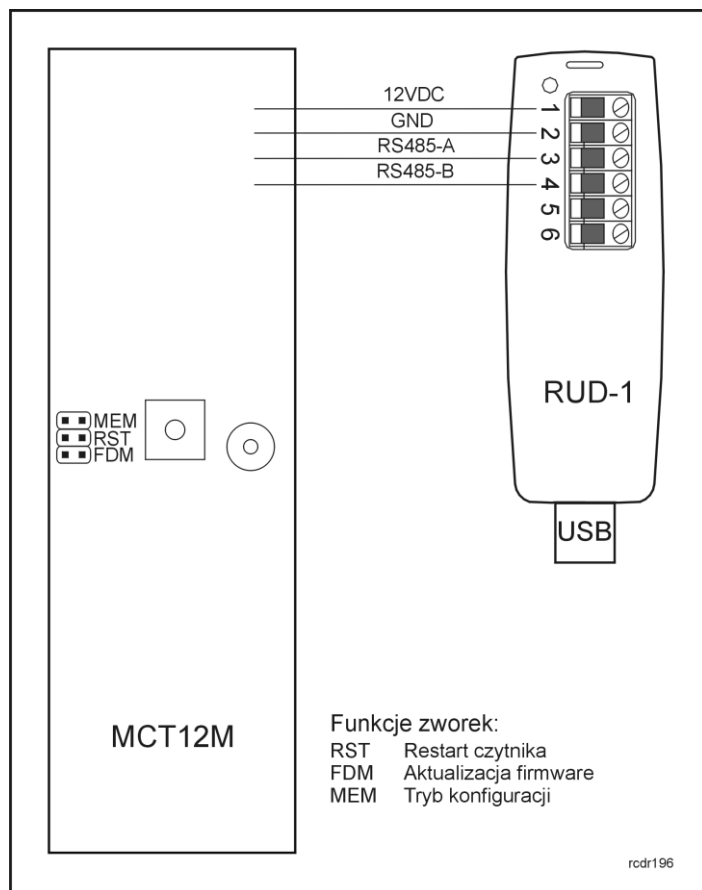 12VDC
GND
RS485-A
RS485-B
1
2
3
4
5
6
MEM
RST
FDM
RUD-1
USB
MCT12M
Funkcje zworek:
RST Restart czytnika
FDM Aktualizacja firmware
MEM Tryb konfiguracji
rcdr196